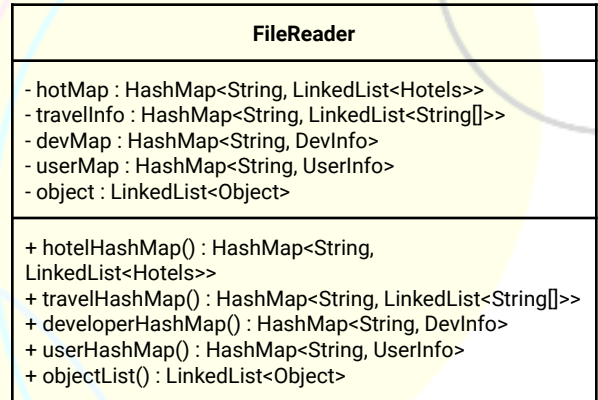 FileReader
- hotMap : HashMap<String, LinkedList<Hotels>>
- travelInfo : HashMap<String, LinkedList<String[]>>
- devMap : HashMap<String, DevInfo>
- userMap : HashMap<String, UserInfo>
- object : LinkedList<Object>
+ hotelHashMap() : HashMap<String,
LinkedList<Hotels>>
+ travelHashMap() : HashMap<String, LinkedList<String[]>>
+ developerHashMap() : HashMap<String, DevInfo>
+ userHashMap() : HashMap<String, UserInfo>
+ objectList() : LinkedList<Object>